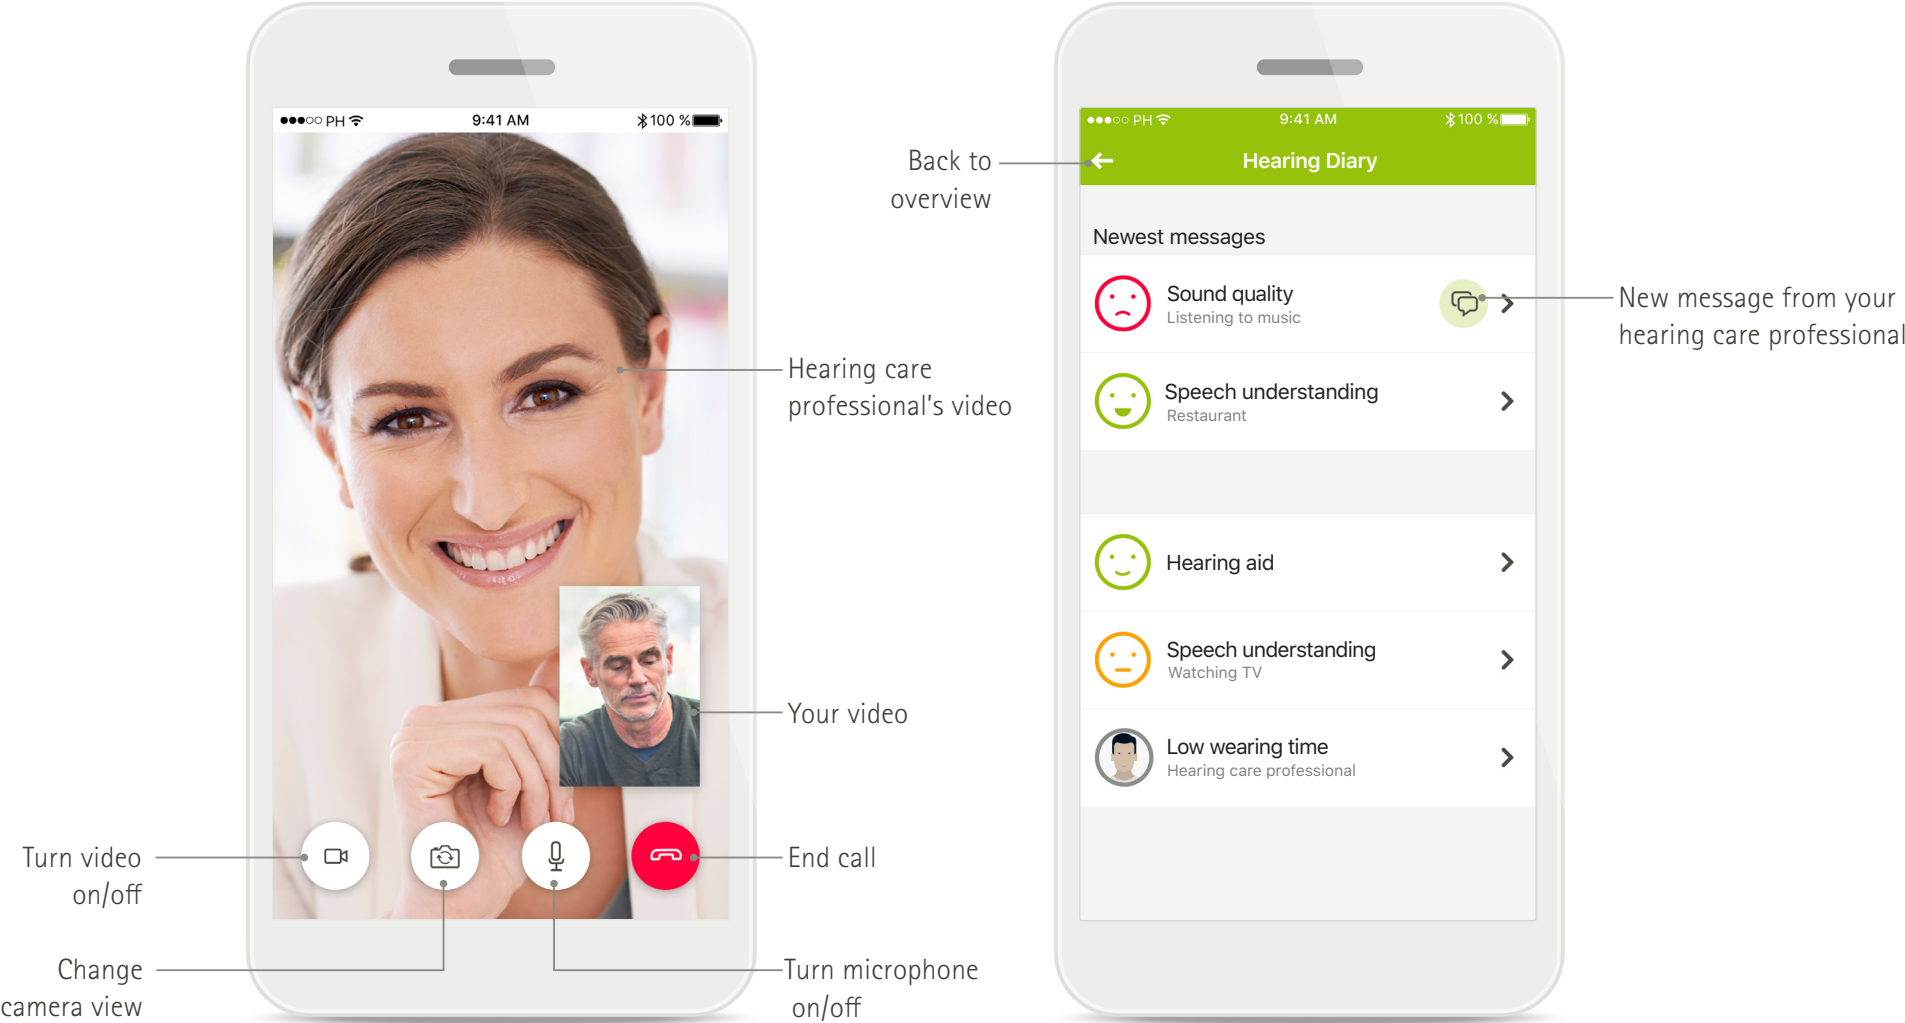 PH
9:41 AM
100 %
Hearing care
professional's video
Your video
Turn video
on/off
End call
Change
camera view
Turn microphone
on/off
PH
9:41 AM
100 %
Back to
overview
Hearing Diary
Newest messages
Sound quality
Listening to music
New message from your
hearing care professional
Speech understanding
Restaurant
Hearing aid
Speech understanding
Watching TV
Low wearing time
Hearing care professional